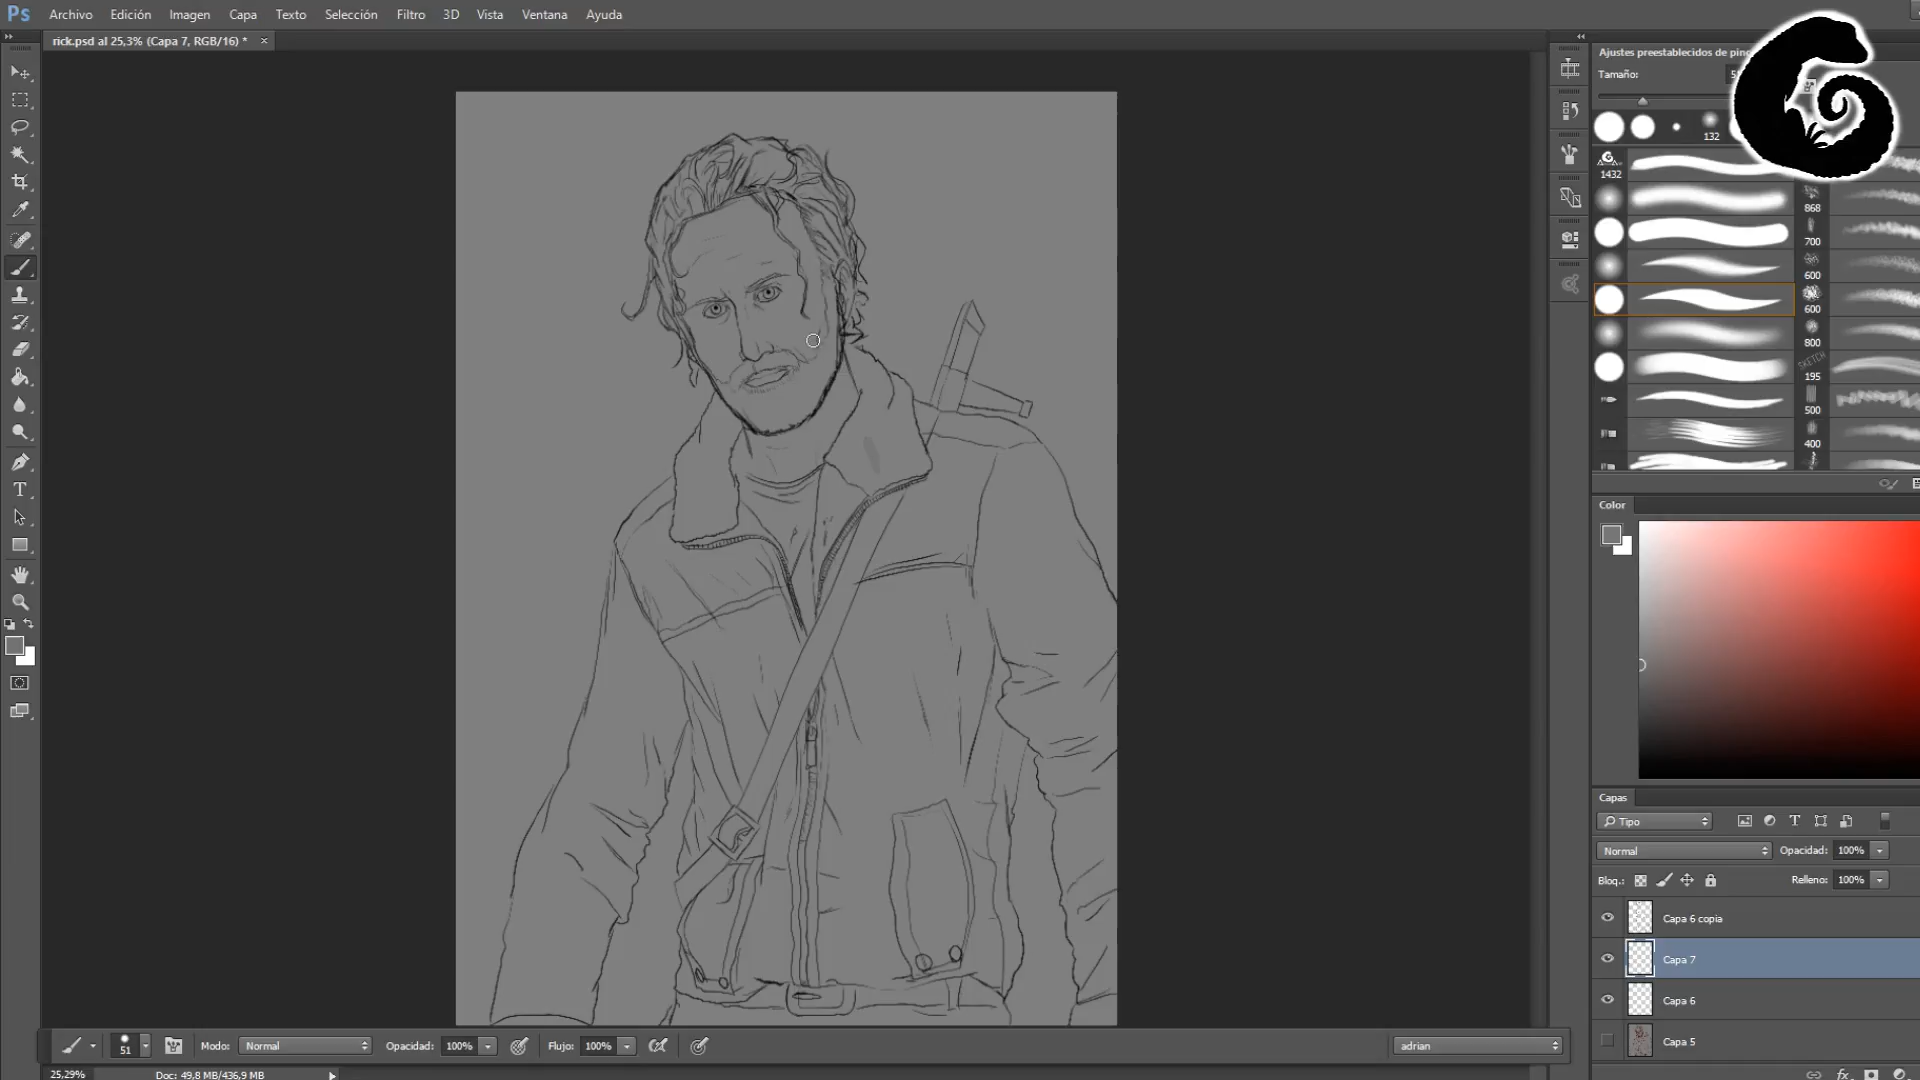 Ps Archivo Edición Imagen Capa Texto Selección Filtro 3D Vista Ventana Ayuda
rick.psd al 25,3% (Capa 7, RGB/16) * ×
Ajustes preestablecidos de pinc
Tamaño:
132
1432
868
700
600
600
800
SKETCH
195
500
400
Color
Capas
Tipo
Normal Opacidad: 100%
Bloq.: Relleno: 100%
Capa 6 copia
Capa 7
Capa 6
Capa 5
51 Modo: Normal Opacidad: 100% Flujo: 100% adrian
25,29% Doc: 49,8 MB/436,9 MB
fx